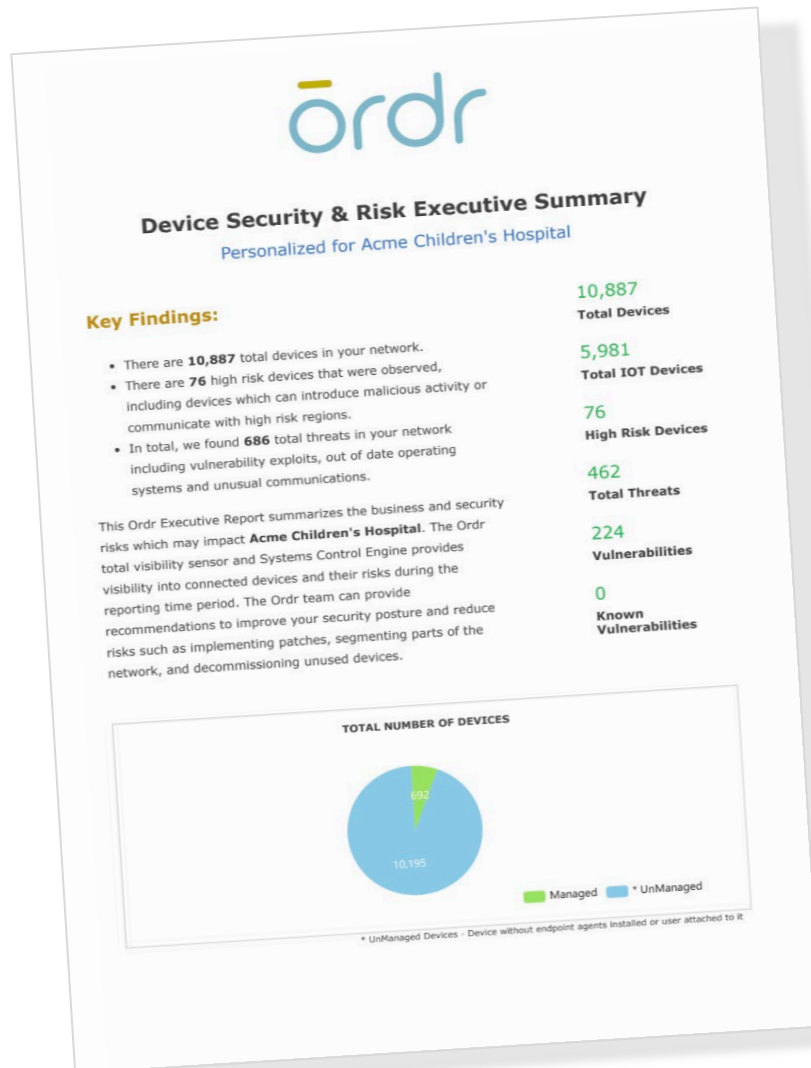 ōrdr
Device Security & Risk Executive Summary
Personalized for Acme Children's Hospital
Key Findings:
• There are 10,887 total devices in your network.
• There are 76 high risk devices that were observed,
including devices which can introduce malicious activity or
communicate with high risk regions.
• In total, we found 686 total threats in your network
including vulnerability exploits, out of date operating
systems and unusual communications.
This Ordr Executive Report summarizes the business and security
risks which may impact Acme Children's Hospital. The Ordr
total visibility sensor and Systems Control Engine provides
visibility into connected devices and their risks during the
reporting time period. The Ordr team can provide
recommendations to improve your security posture and reduce
risks such as implementing patches, segmenting parts of the
network, and decommissioning unused devices.
10,887
Total Devices
5,981
Total IOT Devices
76
High Risk Devices
462
Total Threats
224
Vulnerabilities
0
Known
Vulnerabilities
TOTAL NUMBER OF DEVICES
692
10,195
Managed * UnManaged
* UnManaged Devices - Device without endpoint agents installed or user attached to it